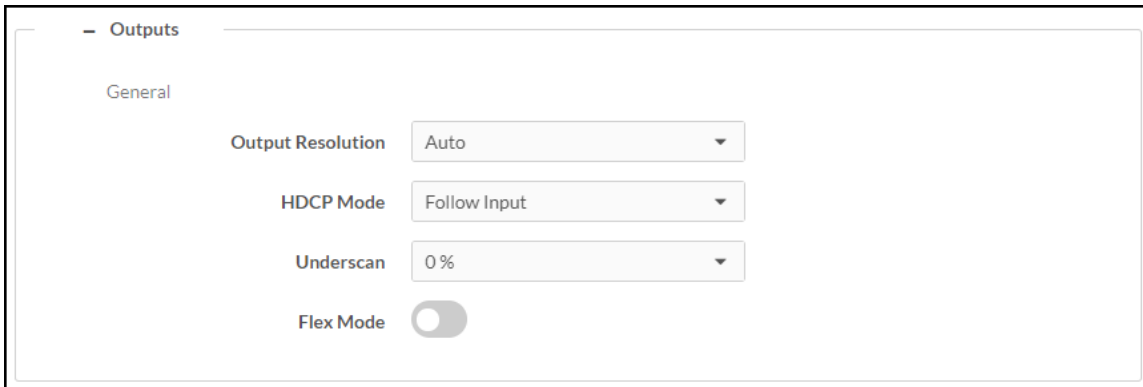 – Outputs
General
Output Resolution Auto
HDCP Mode Follow Input
Underscan 0 %
Flex Mode